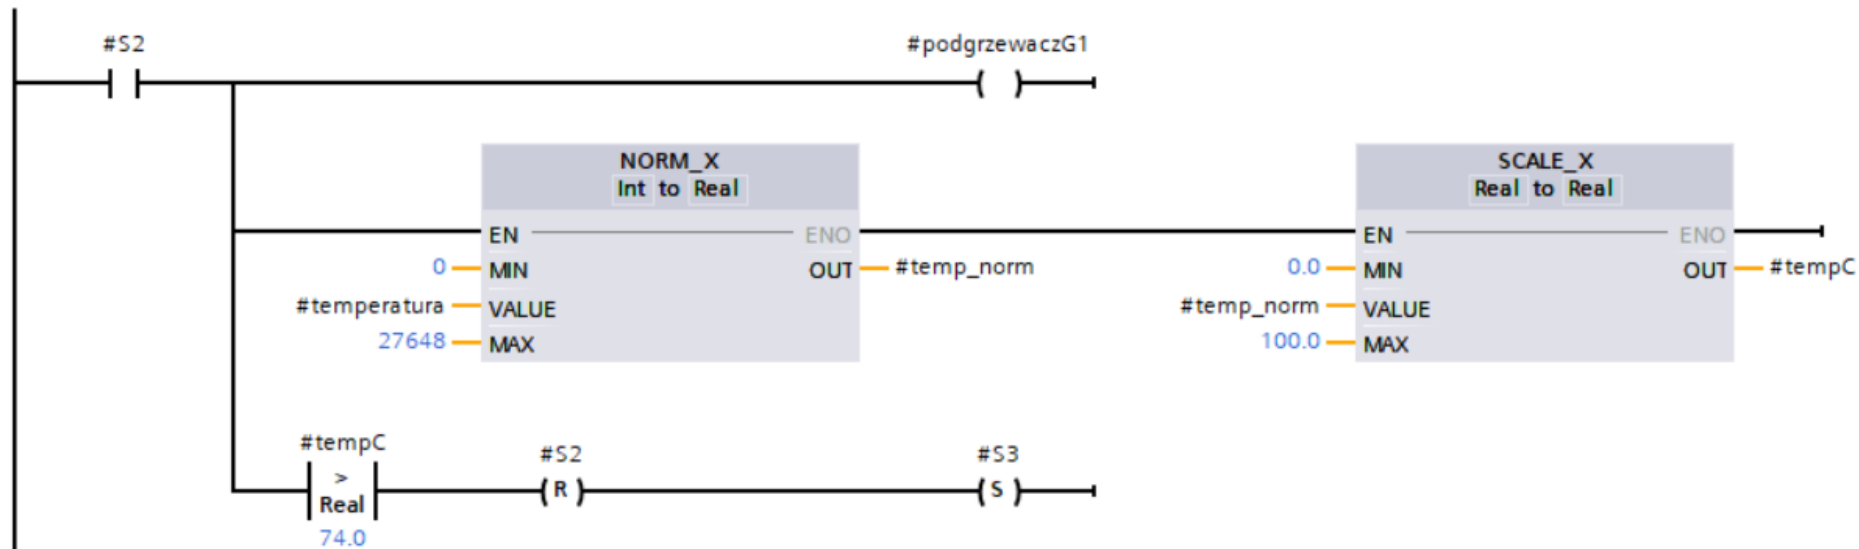 #S2
#podgrzewaczG1
( )
NORM_X
Int to Real
SCALE_X
Real to Real
EN ENO
EN ENO
0 MIN OUT #temp_norm
0.0 MIN OUT #tempC
#temperatura VALUE
#temp_norm VALUE
27648 MAX
100.0 MAX
#tempC
>
Real
74.0
#S2
(R)
#S3
(S)